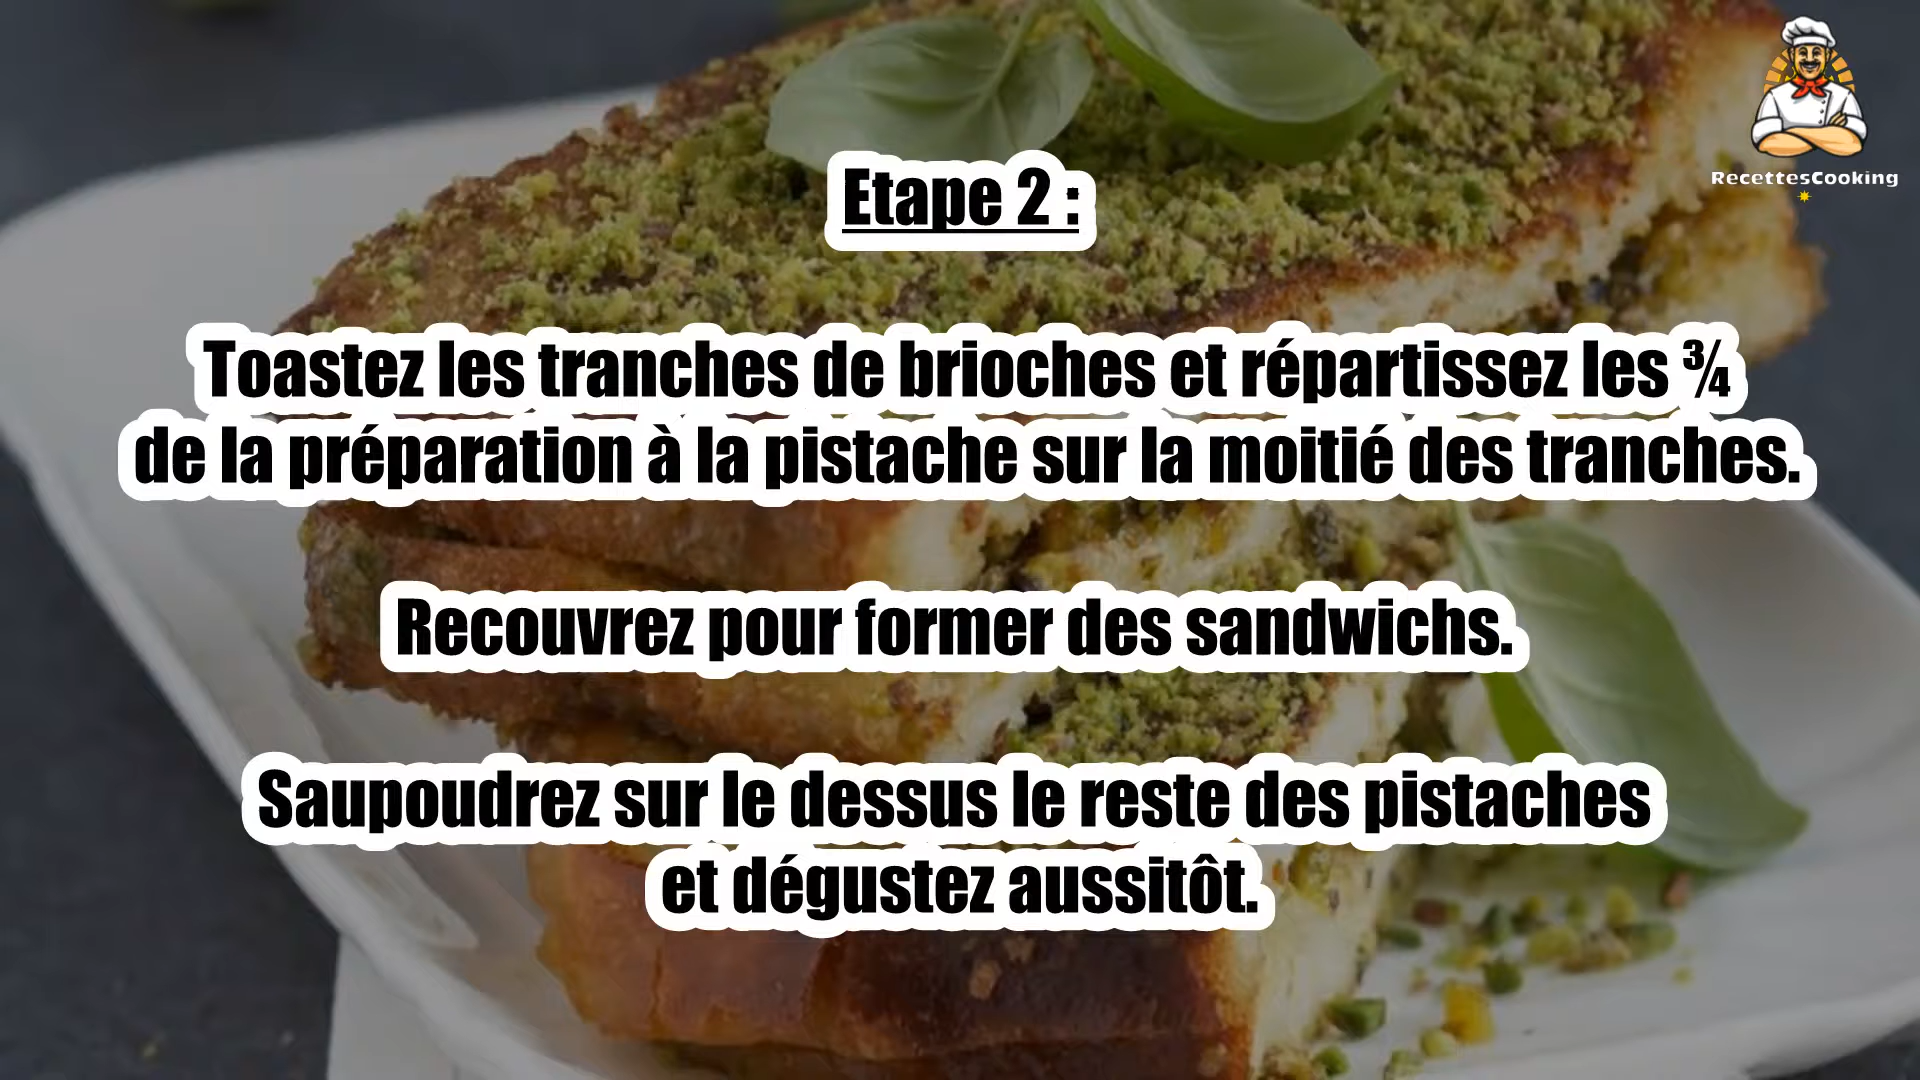 RecettesCooking
Etape 2 :
Toastez les tranches de brioches et répartissez les ¾
de la préparation à la pistache sur la moitié des tranches.
Recouvrez pour former des sandwichs.
Saupoudrez sur le dessus le reste des pistaches
et dégustez aussitôt.